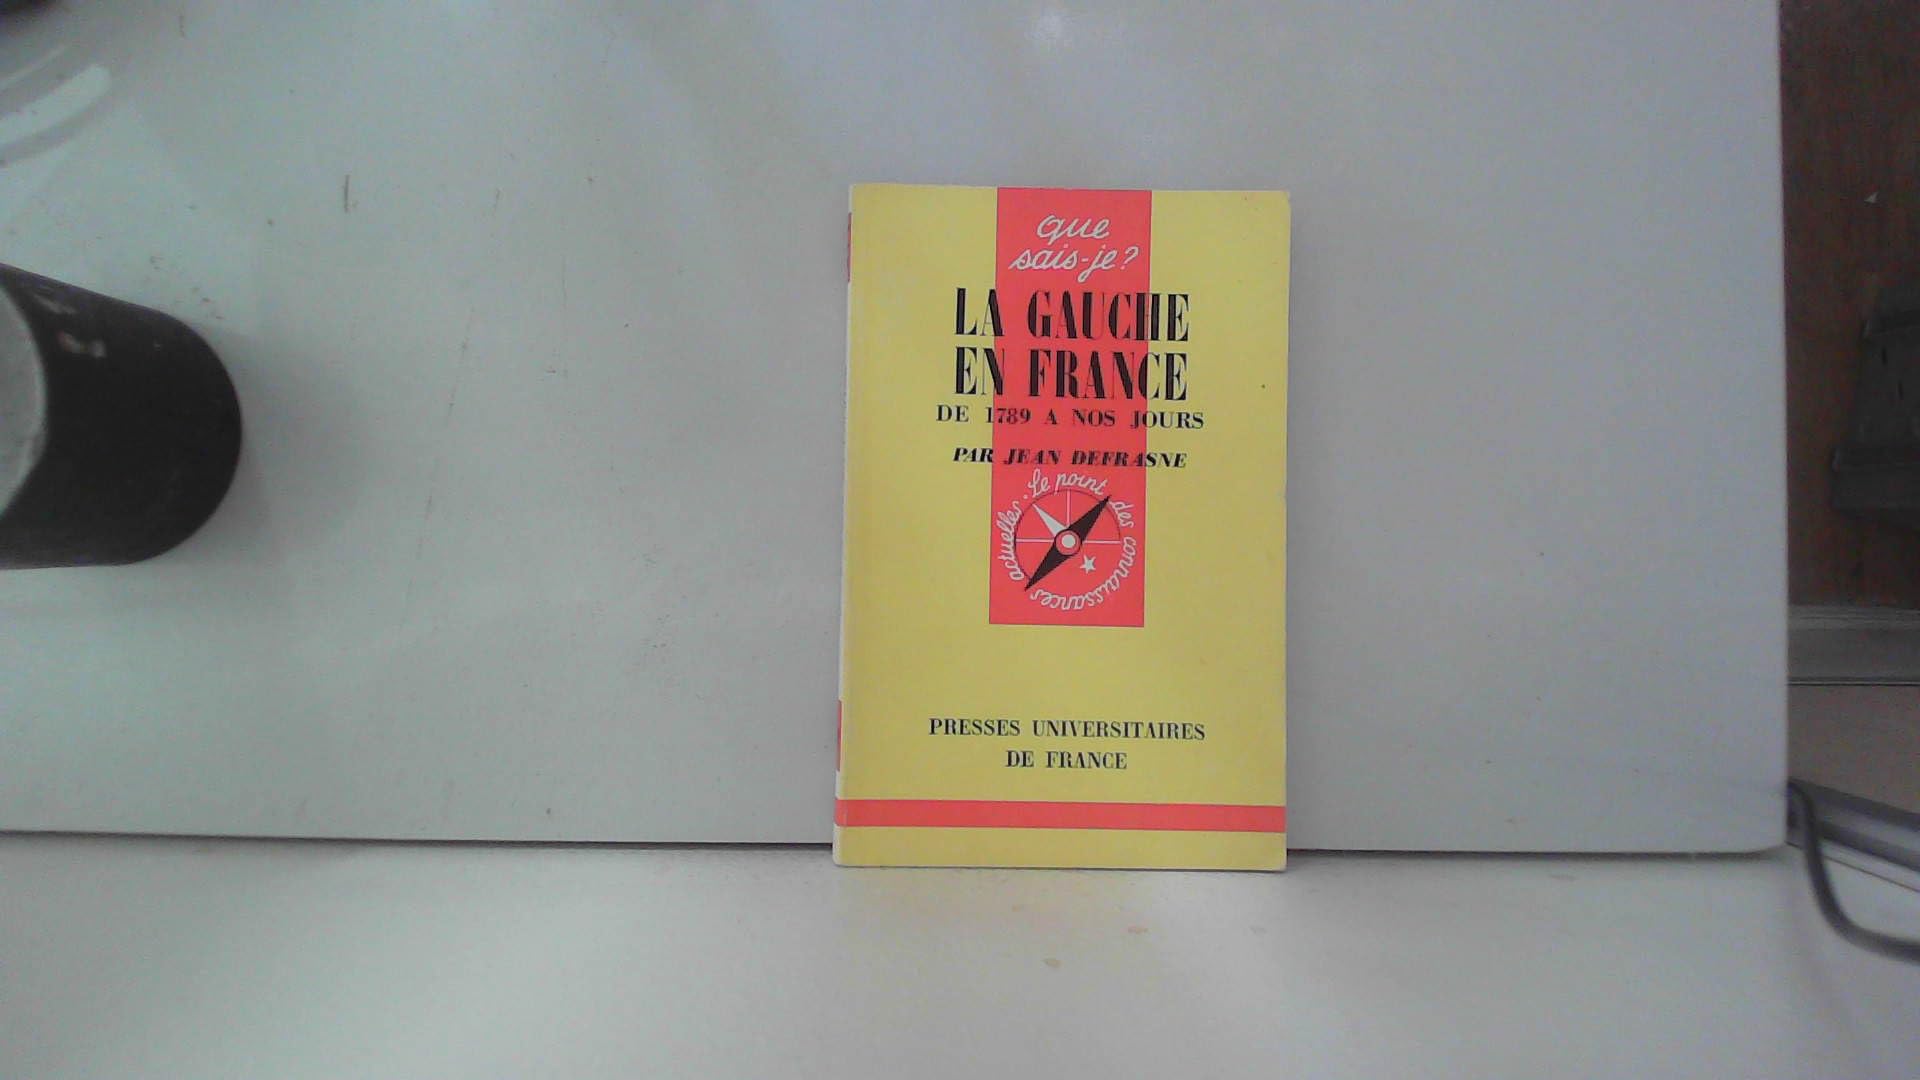 que
sais-je?
LA GAUCHE
EN FRANCE
DE 1789 A NOS JOURS
PAR JEAN DEFRASNE
Le point des connaissances actuelles.
PRESSES UNIVERSITAIRES
DE FRANCE